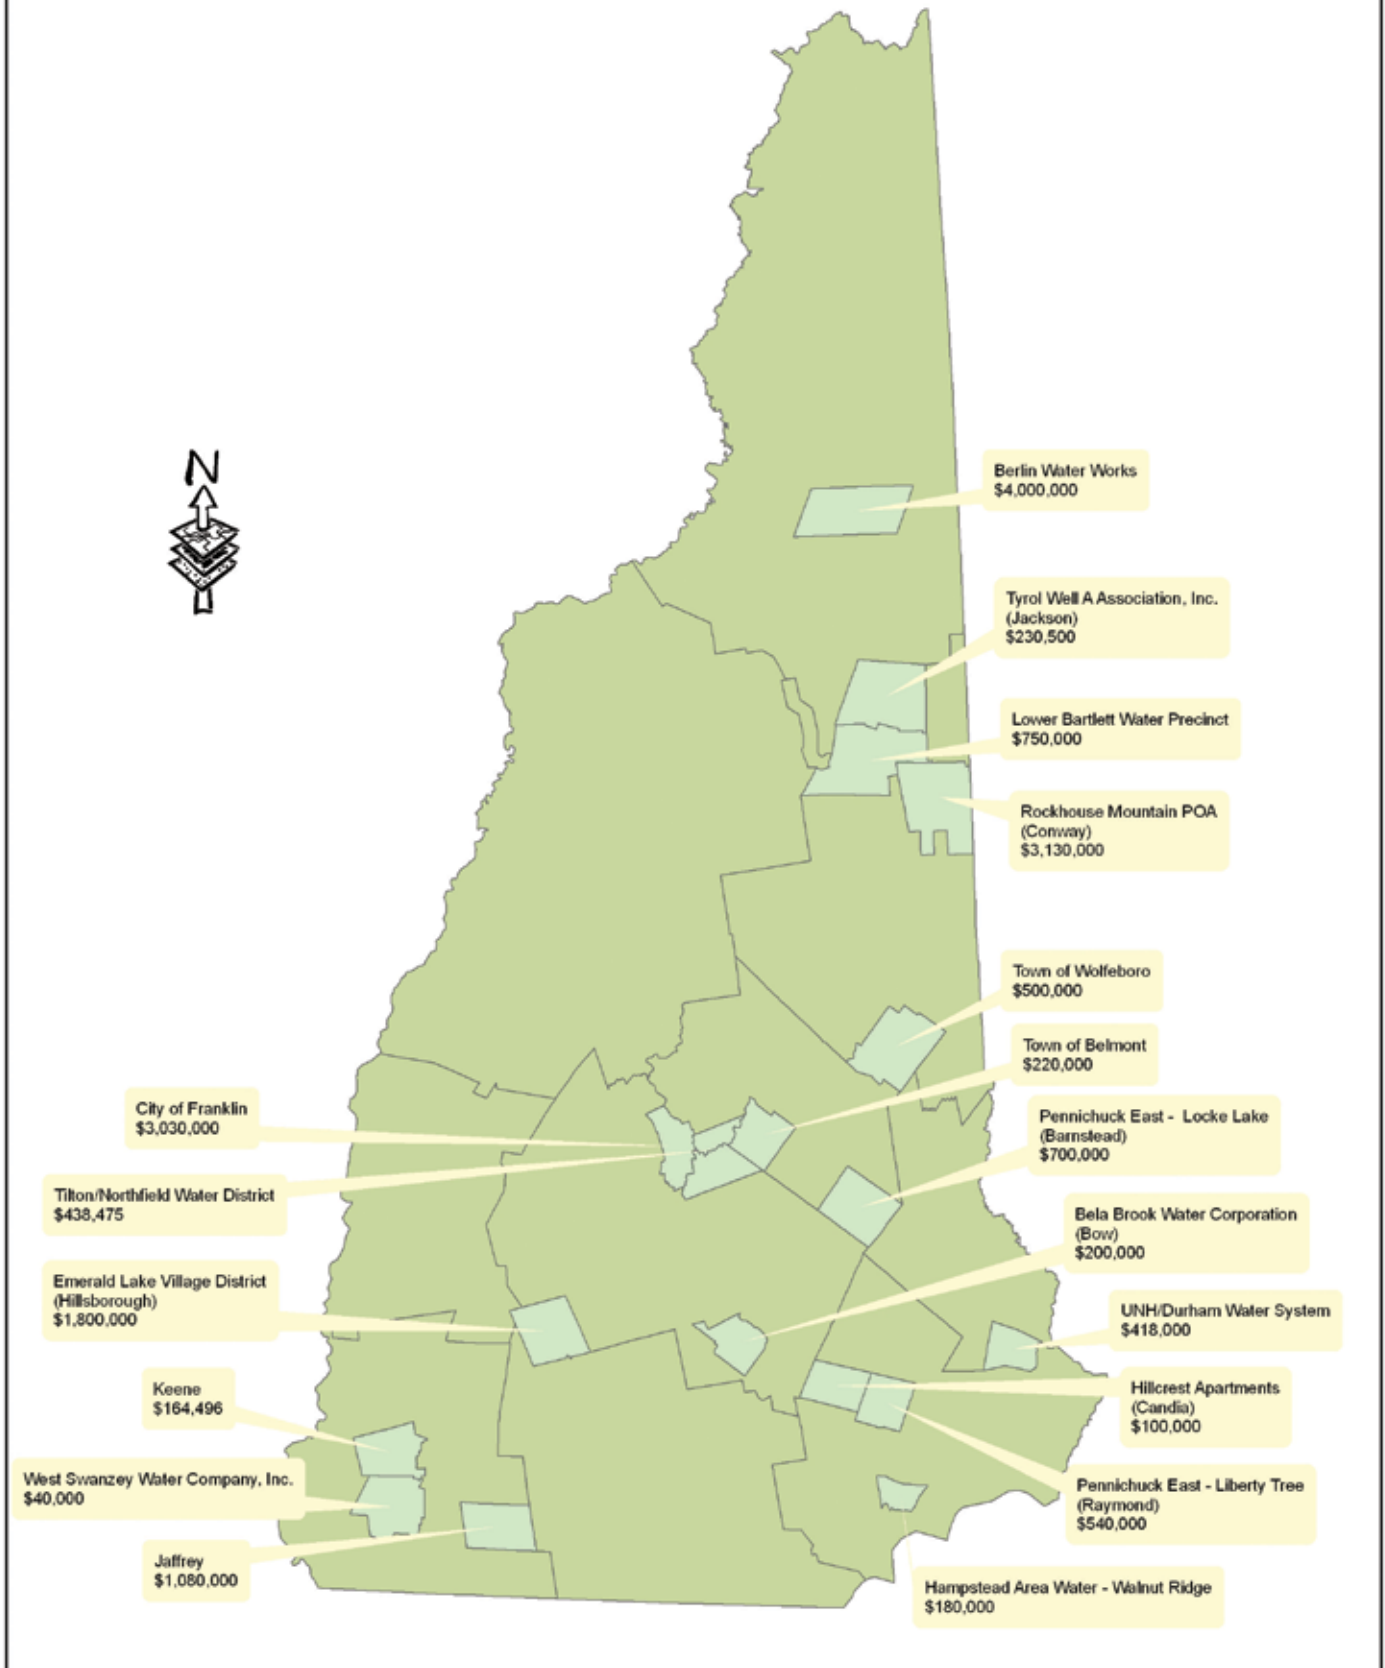 N
Berlin Water Works
$4,000,000
Tyrol Well A Association, Inc.
(Jackson)
$230,500
Lower Bartlett Water Precinct
$750,000
Rockhouse Mountain POA
(Conway)
$3,130,000
Town of Wolfeboro
$500,000
Town of Belmont
$220,000
City of Franklin
$3,030,000
Pennichuck East - Locke Lake
(Barnstead)
$700,000
Tilton/Northfield Water District
$438,475
Bela Brook Water Corporation
(Bow)
$200,000
Emerald Lake Village District
(Hillsborough)
$1,800,000
UNH/Durham Water System
$418,000
Keene
$164,496
Hillcrest Apartments
(Candia)
$100,000
West Swanzey Water Company, Inc.
$40,000
Pennichuck East - Liberty Tree
(Raymond)
$540,000
Jaffrey
$1,080,000
Hampstead Area Water - Walnut Ridge
$180,000